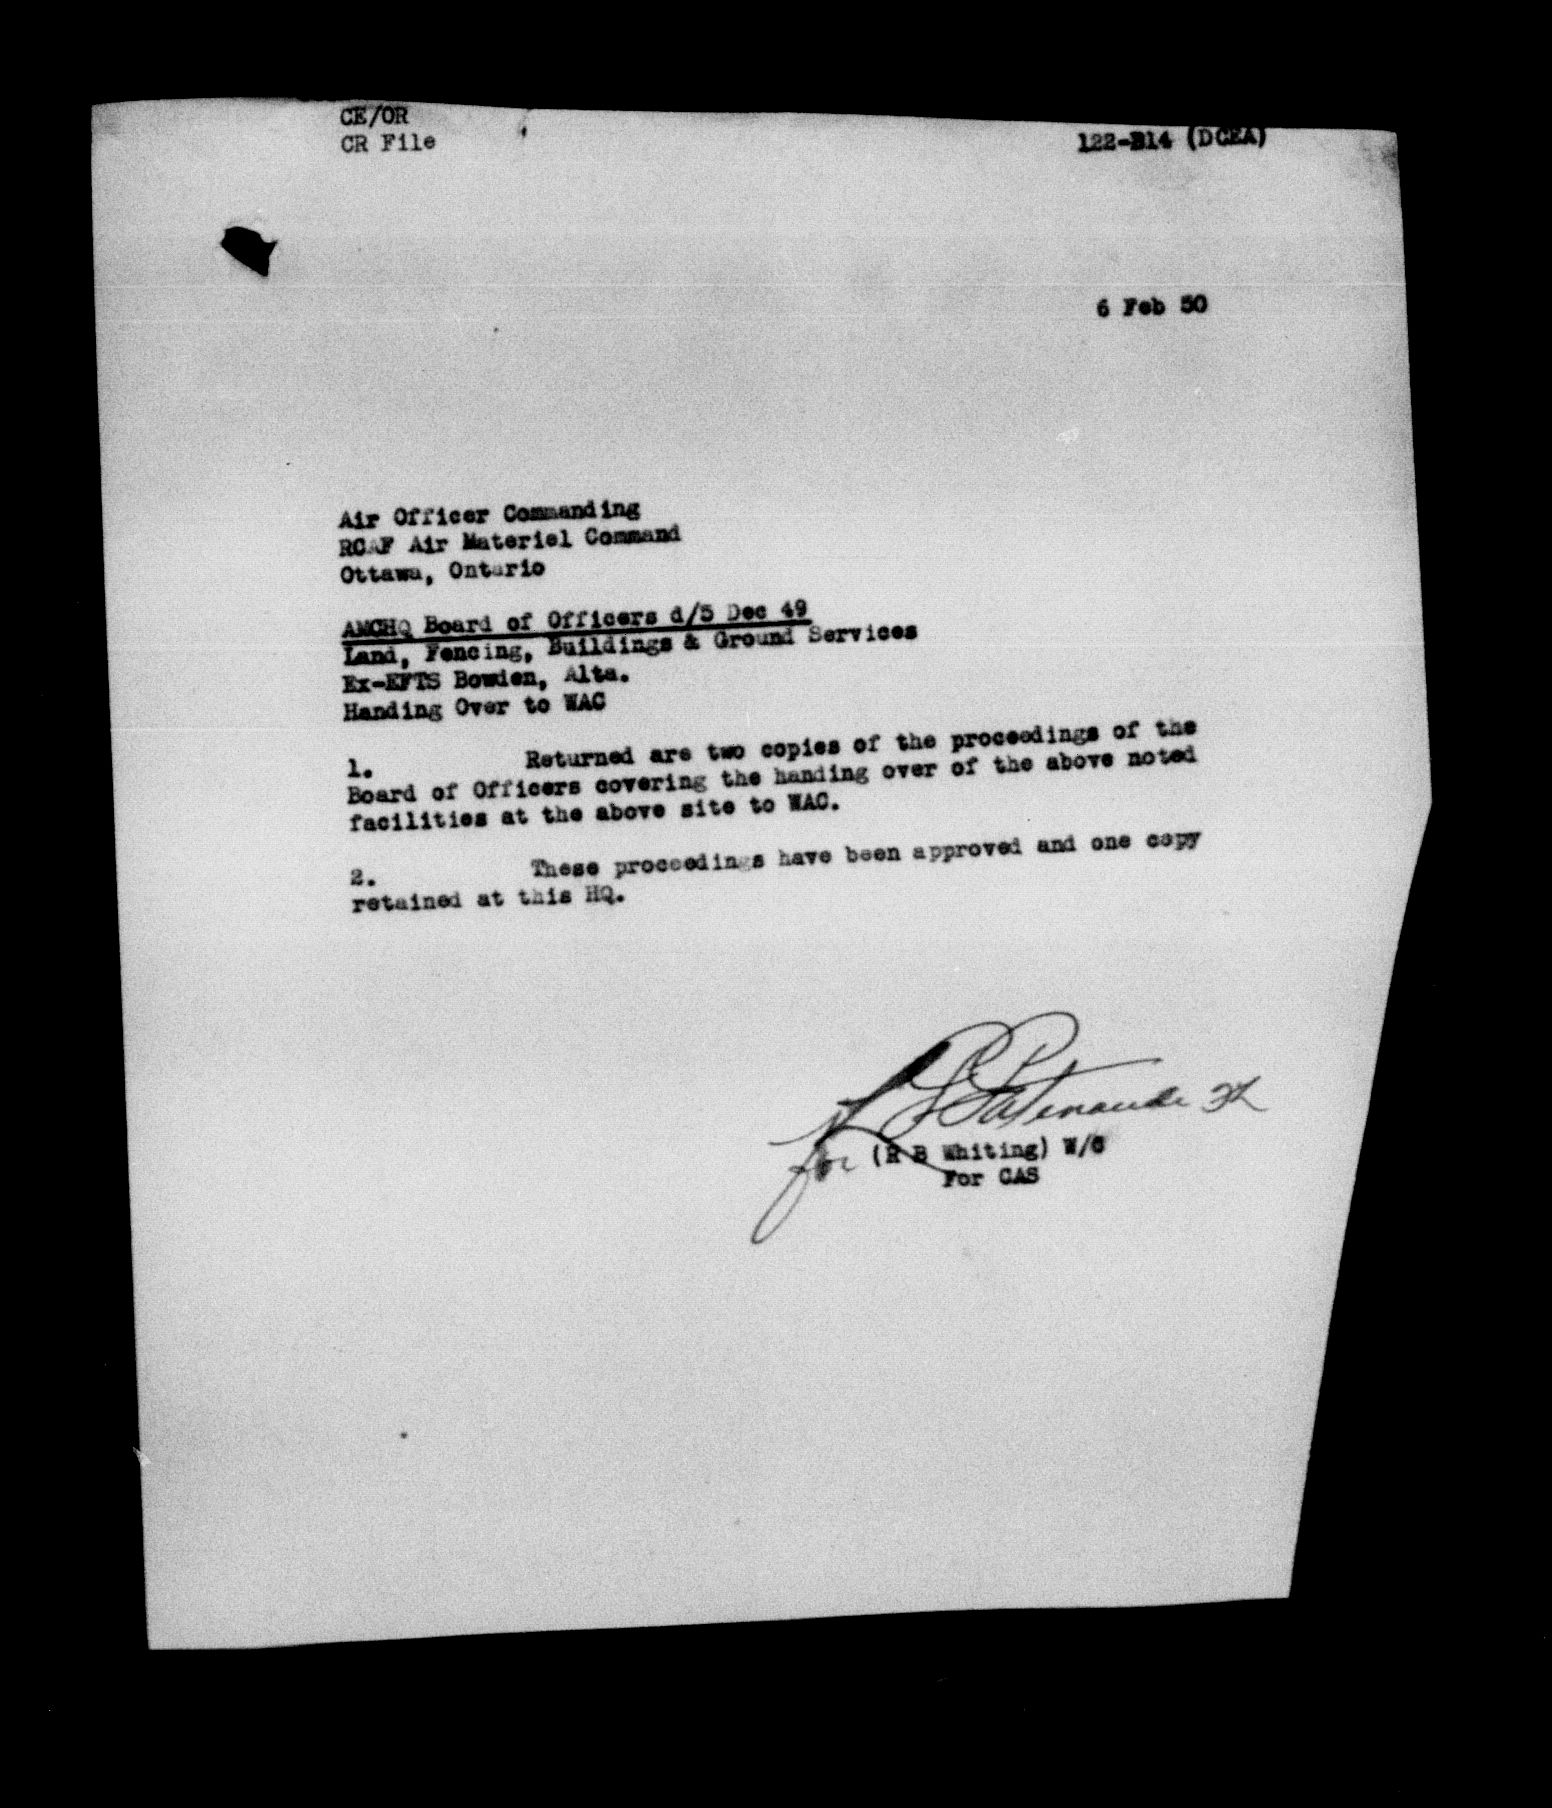 CE/OR
CR File
122-B14 (DCEA)
6 Feb 50
Air Officer Commanding
RCAF Air Materiel Command
Ottawa, Ontario
AMCHQ Board of Officers d/5 Dec 49
Land, Fencing, Buildings & Ground Services
Ex-EFTS Bowden, Alta.
Handing Over to WAC
1. Returned are two copies of the proceedings of the
Board of Officers covering the handing over of the above noted
facilities at the above site to WAC.
2. These proceedings have been approved and one copy
retained at this HQ.
Patenaude
for (R B Whiting) W/C
For CAS